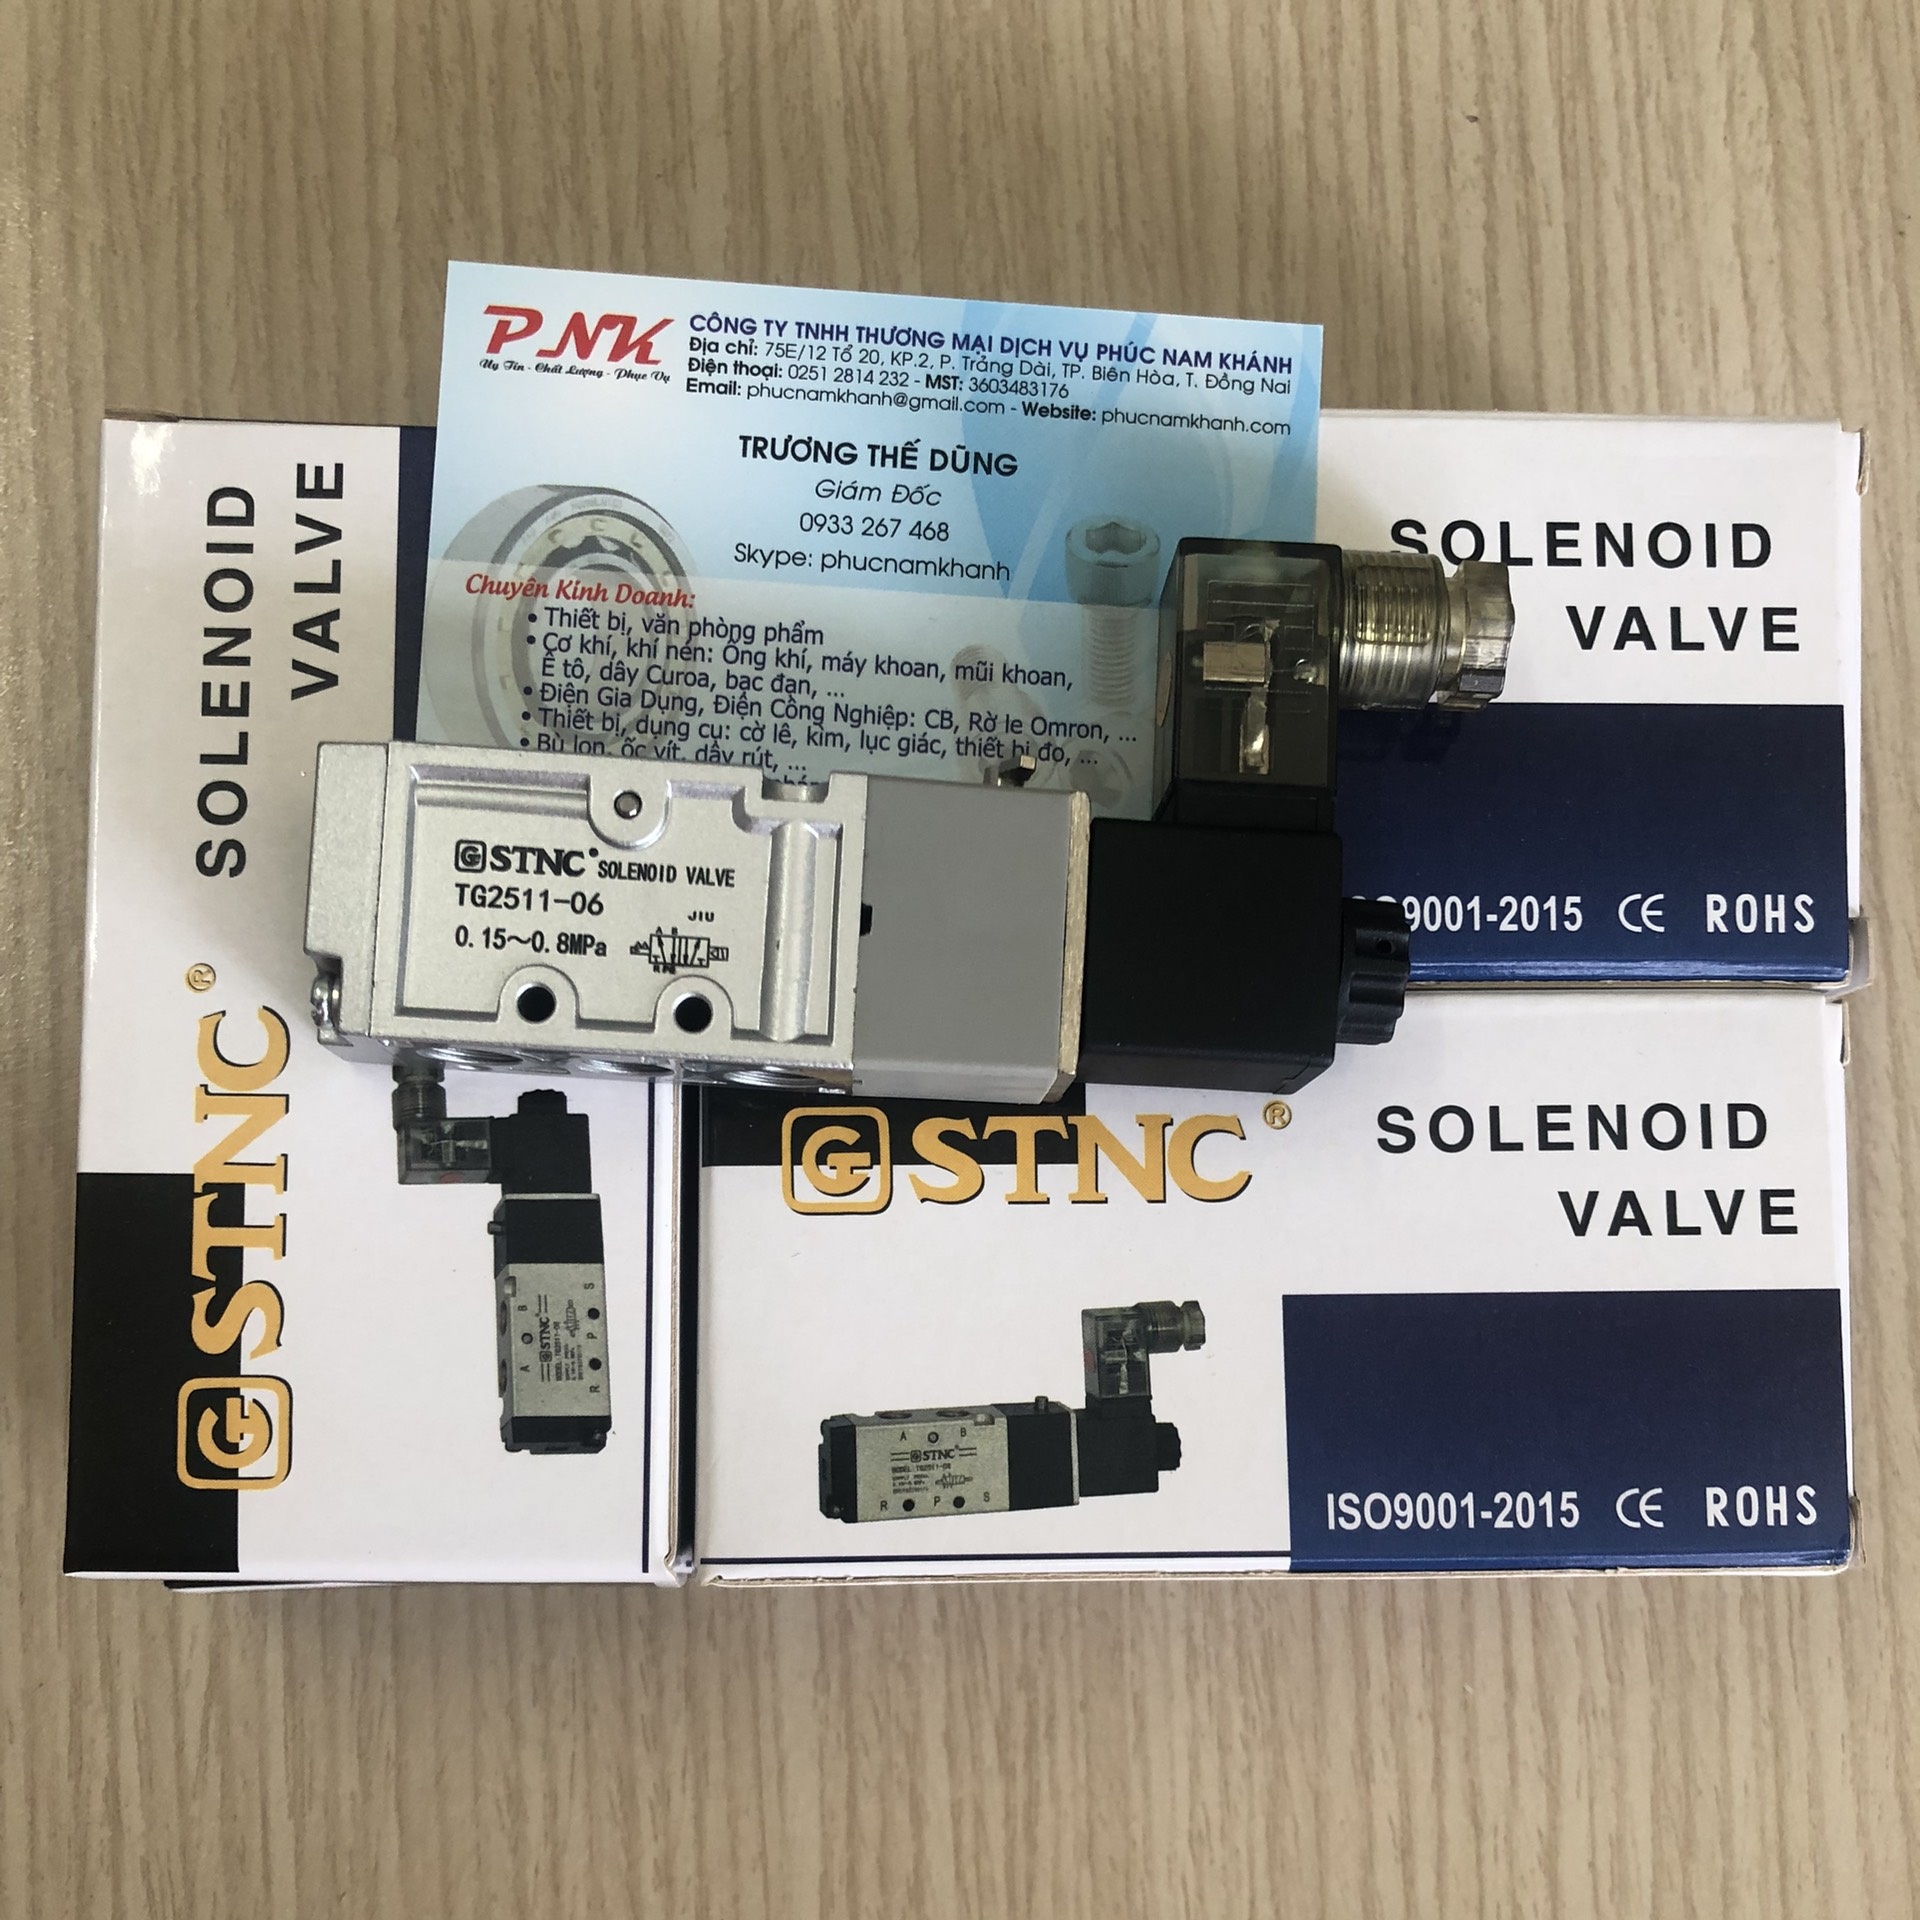 PNK
Uy Tín - Chất Lượng - Phục Vụ
CÔNG TY TNHH THƯƠNG MẠI DỊCH VỤ PHÚC NAM KHÁNH
Địa chỉ: 75E/12 Tổ 20, KP.2, P. Trảng Dài, TP. Biên Hòa, T. Đồng Nai
Điện thoại: 0251 2814 232 - MST: 3603483176
Email: phucnamkhanh@gmail.com - Website: phucnamkhanh.com
TRƯƠNG THẾ DŨNG
Giám Đốc
0933 267 468
Skype: phucnamkhanh
Chuyên Kinh Doanh:
• Thiết bị, văn phòng phẩm
• Cơ khí, khí nén: Ống khí, máy khoan, mũi khoan,
Ê tô, dây Curoa, bạc đạn, ...
• Điện Gia Dụng, Điện Công Nghiệp: CB, Rờ le Omron, ...
• Thiết bị, dụng cụ: cờ lê, kìm, lục giác, thiết bị đo, ...
• Bù lon, ốc vít, dây rút, ...
STNC SOLENOID VALVE
TG2511-06
JIU
0.15~0.8MPa
A B
R P S
SOLENOID
VALVE
STNC®
A B
STNC
R P S
SOLENOID
VALVE
9001-2015 CE ROHS
STNC®
SOLENOID
VALVE
A B
STNC
R P S
ISO9001-2015 CE ROHS